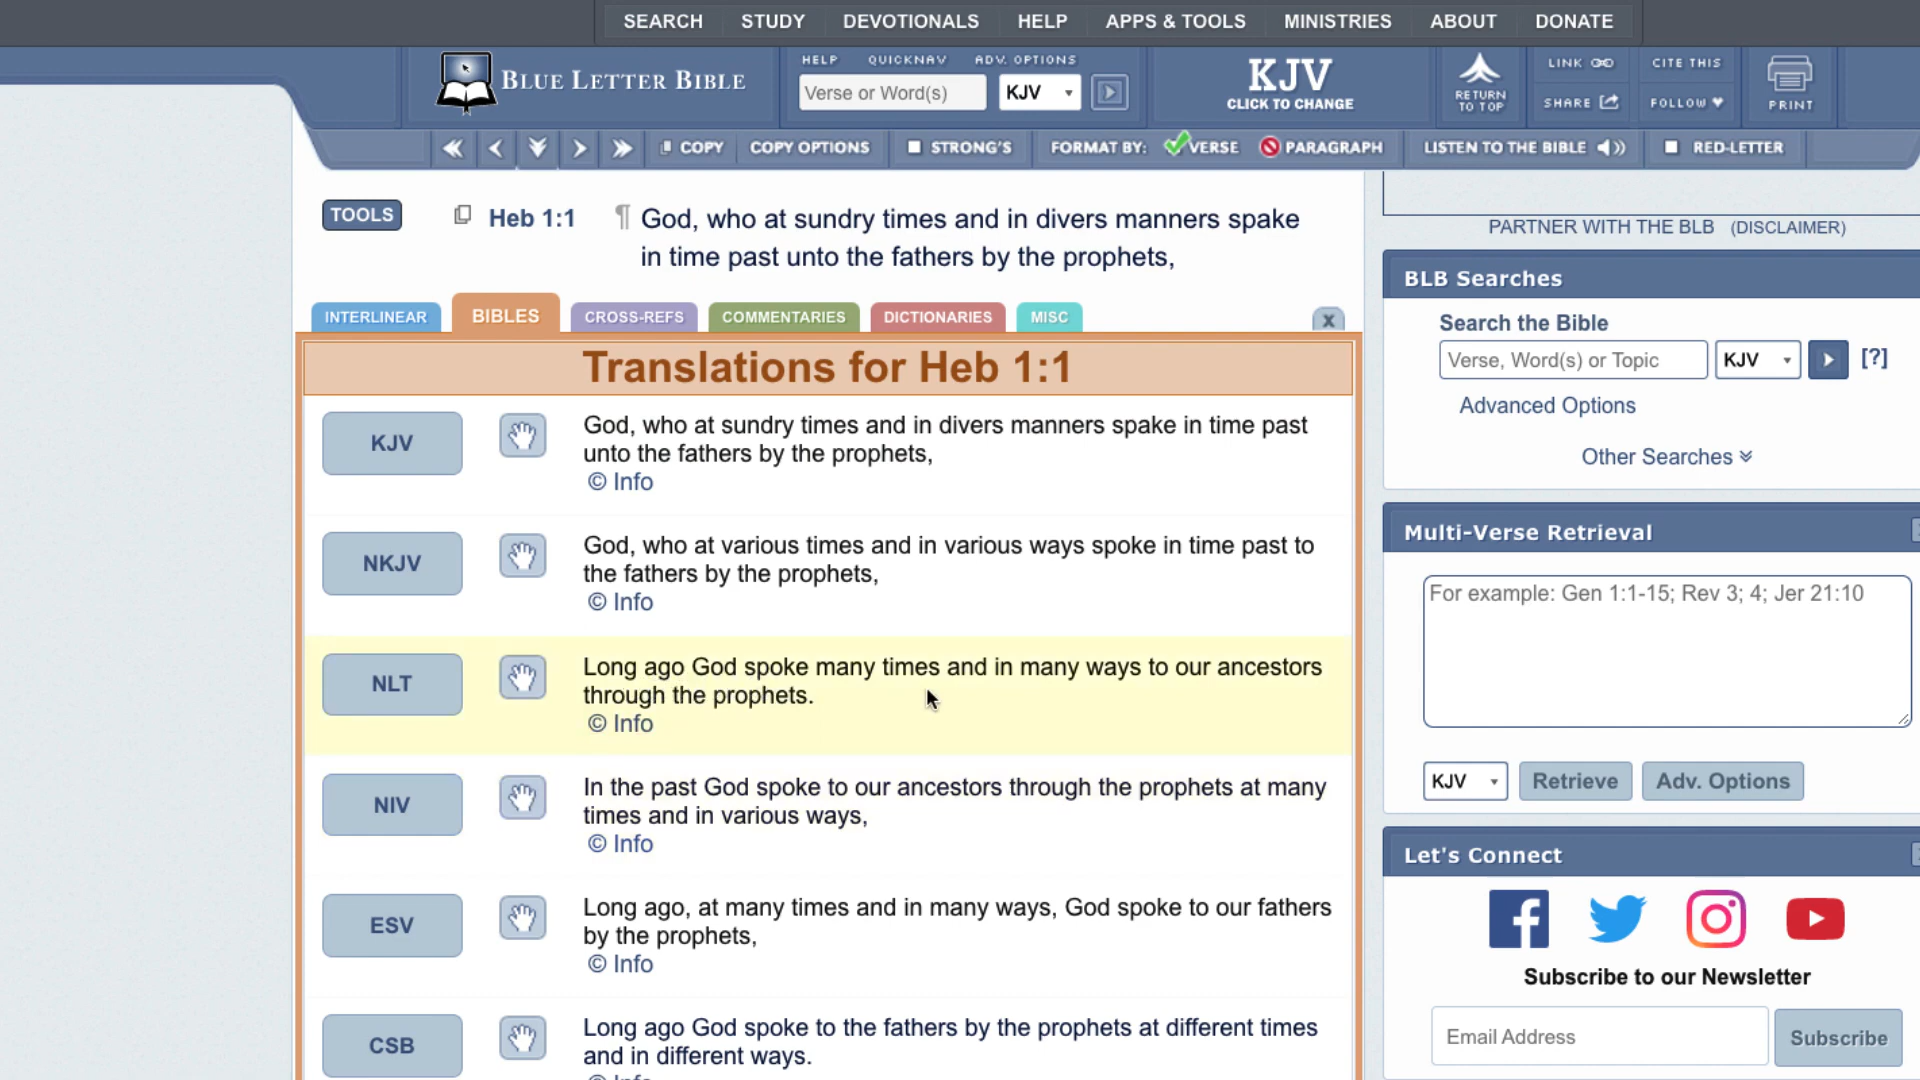 SEARCH STUDY DEVOTIONALS HELP APPS & TOOLS MINISTRIES ABOUT DONATE
BLUE LETTER BIBLE
HELP QUICKNAV ADV. OPTIONS
Verse or Word(s) KJV
KJV
CLICK TO CHANGE
RETURN
TO TOP
LINK
SHARE
CITE THIS
FOLLOW
PRINT
COPY COPY OPTIONS STRONG'S FORMAT BY: VERSE PARAGRAPH LISTEN TO THE BIBLE RED-LETTER
TOOLS Heb 1:1 ¶ God, who at sundry times and in divers manners spake
in time past unto the fathers by the prophets,
INTERLINEAR BIBLES CROSS-REFS COMMENTARIES DICTIONARIES MISC X
Translations for Heb 1:1
KJV
God, who at sundry times and in divers manners spake in time past
unto the fathers by the prophets,
© Info
NKJV
God, who at various times and in various ways spoke in time past to
the fathers by the prophets,
© Info
NLT
Long ago God spoke many times and in many ways to our ancestors
through the prophets.
© Info
NIV
In the past God spoke to our ancestors through the prophets at many
times and in various ways,
© Info
ESV
Long ago, at many times and in many ways, God spoke to our fathers
by the prophets,
© Info
CSB
Long ago God spoke to the fathers by the prophets at different times
and in different ways.
© Info
PARTNER WITH THE BLB (DISCLAIMER)
BLB Searches
Search the Bible
Verse, Word(s) or Topic KJV [?]
Advanced Options
Other Searches
Multi-Verse Retrieval
For example: Gen 1:1-15; Rev 3; 4; Jer 21:10
KJV Retrieve Adv. Options
Let's Connect
Subscribe to our Newsletter
Email Address Subscribe